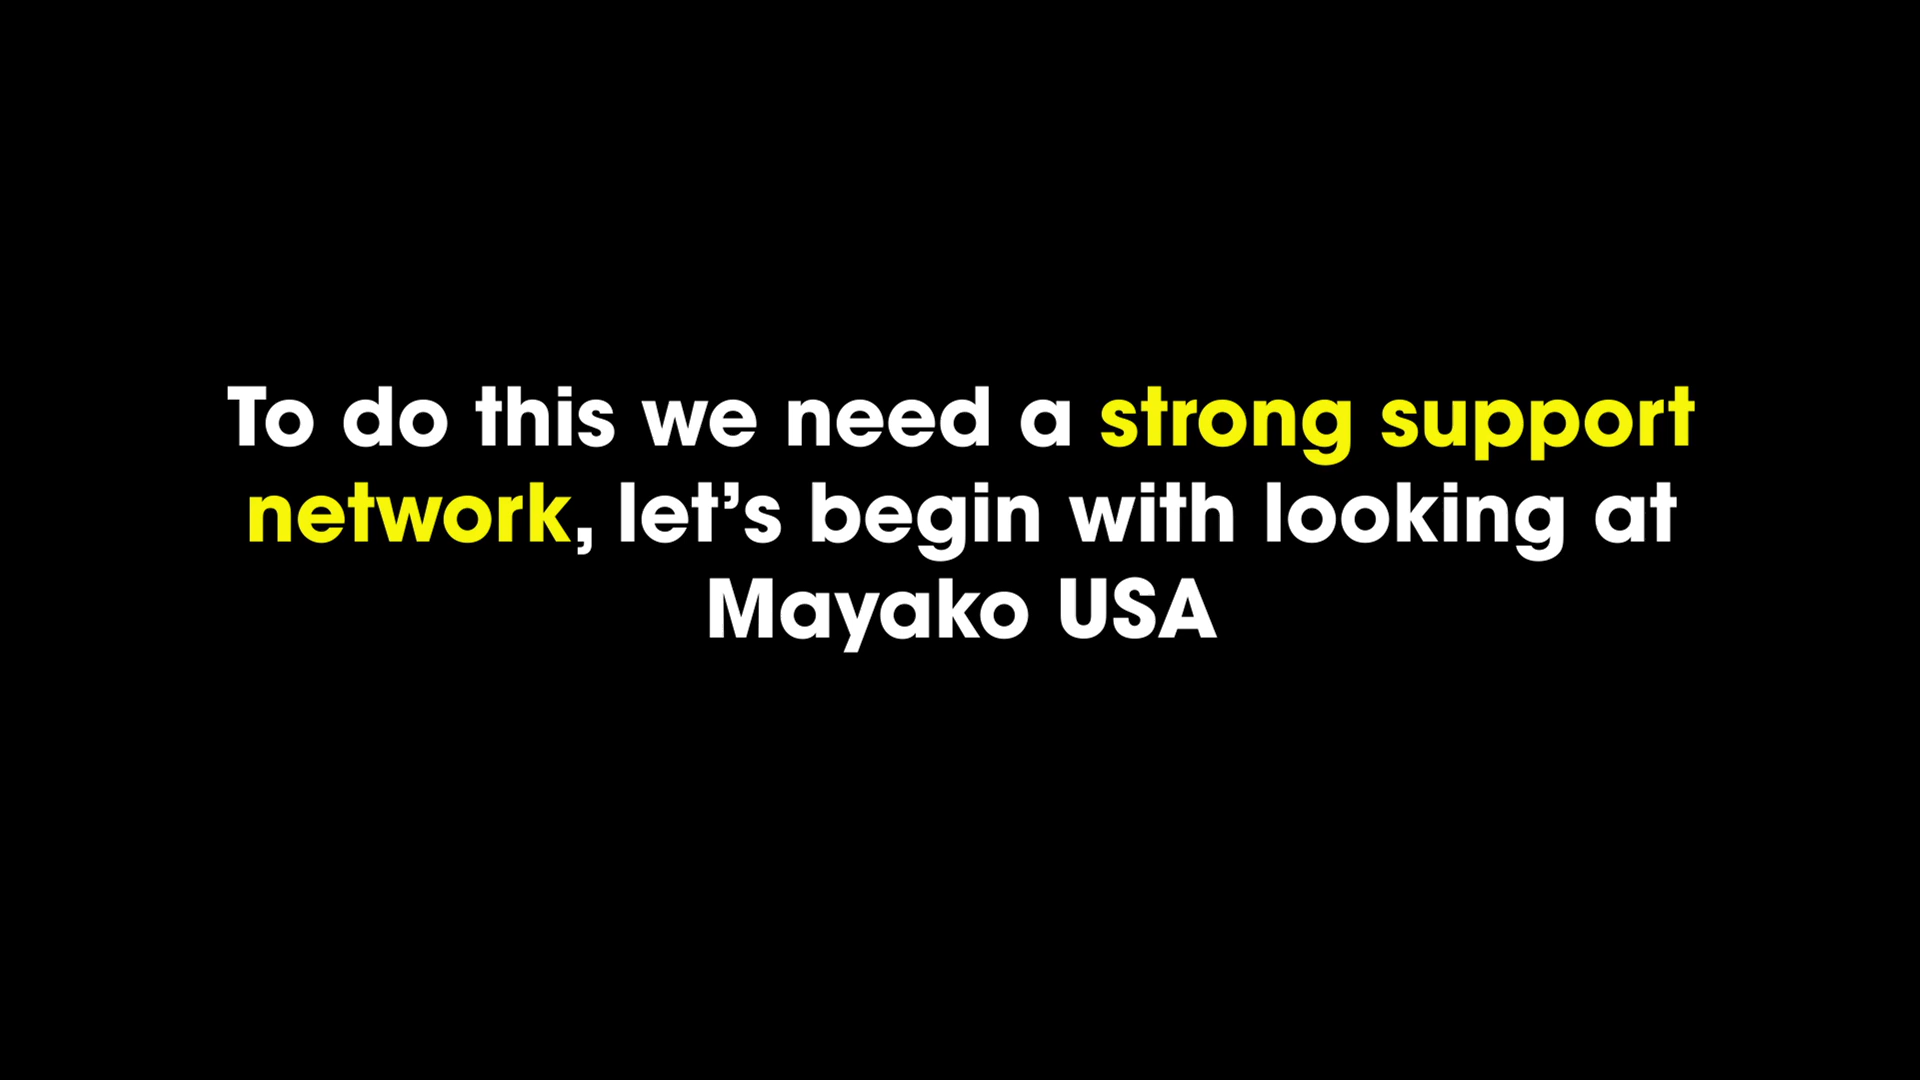 To do this we need a strong support
network, let’s begin with looking at
Mayako USA